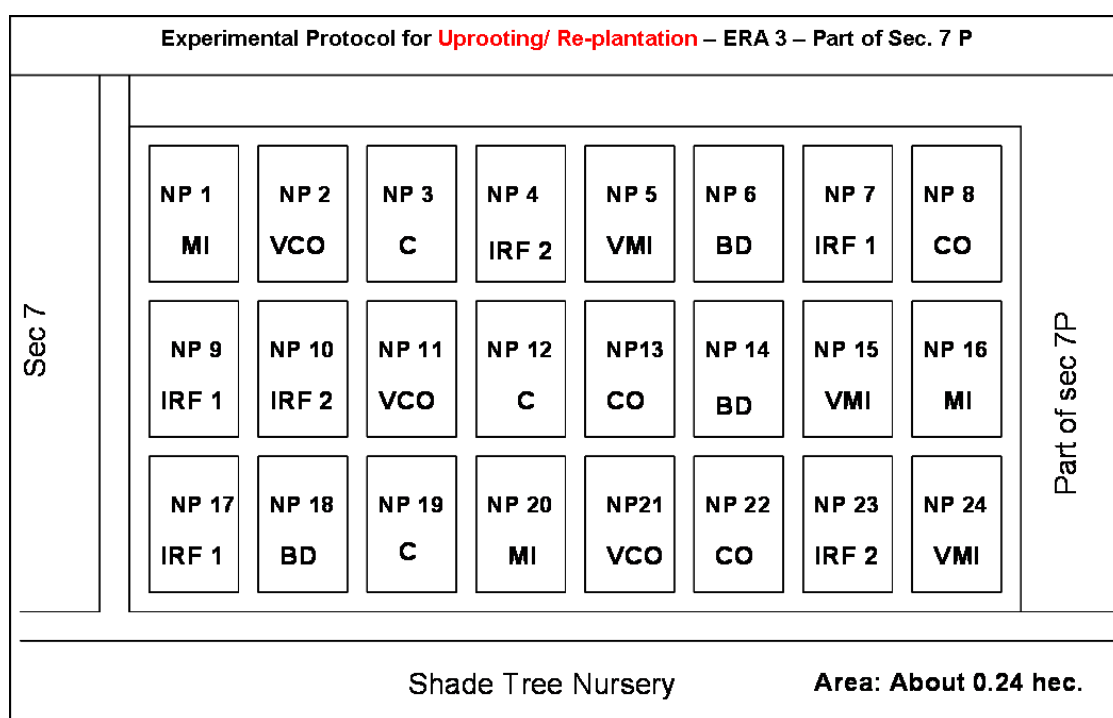 Experimental Protocol for Uprooting/ Re-plantation – ERA 3 – Part of Sec. 7 P
Sec 7
NP 1 NP 2 NP 3 NP 4 NP 5 NP 6 NP 7 NP 8
MI VCO C IRF 2 VMI BD IRF 1 CO
NP 9 NP 10 NP 11 NP 12 NP13 NP 14 NP 15 NP 16
IRF 1 IRF 2 VCO C CO BD VMI MI
NP 17 NP 18 NP 19 NP 20 NP21 NP 22 NP 23 NP 24
IRF 1 BD C MI VCO CO IRF 2 VMI
Part of sec 7P
Shade Tree Nursery
Area: About 0.24 hec.